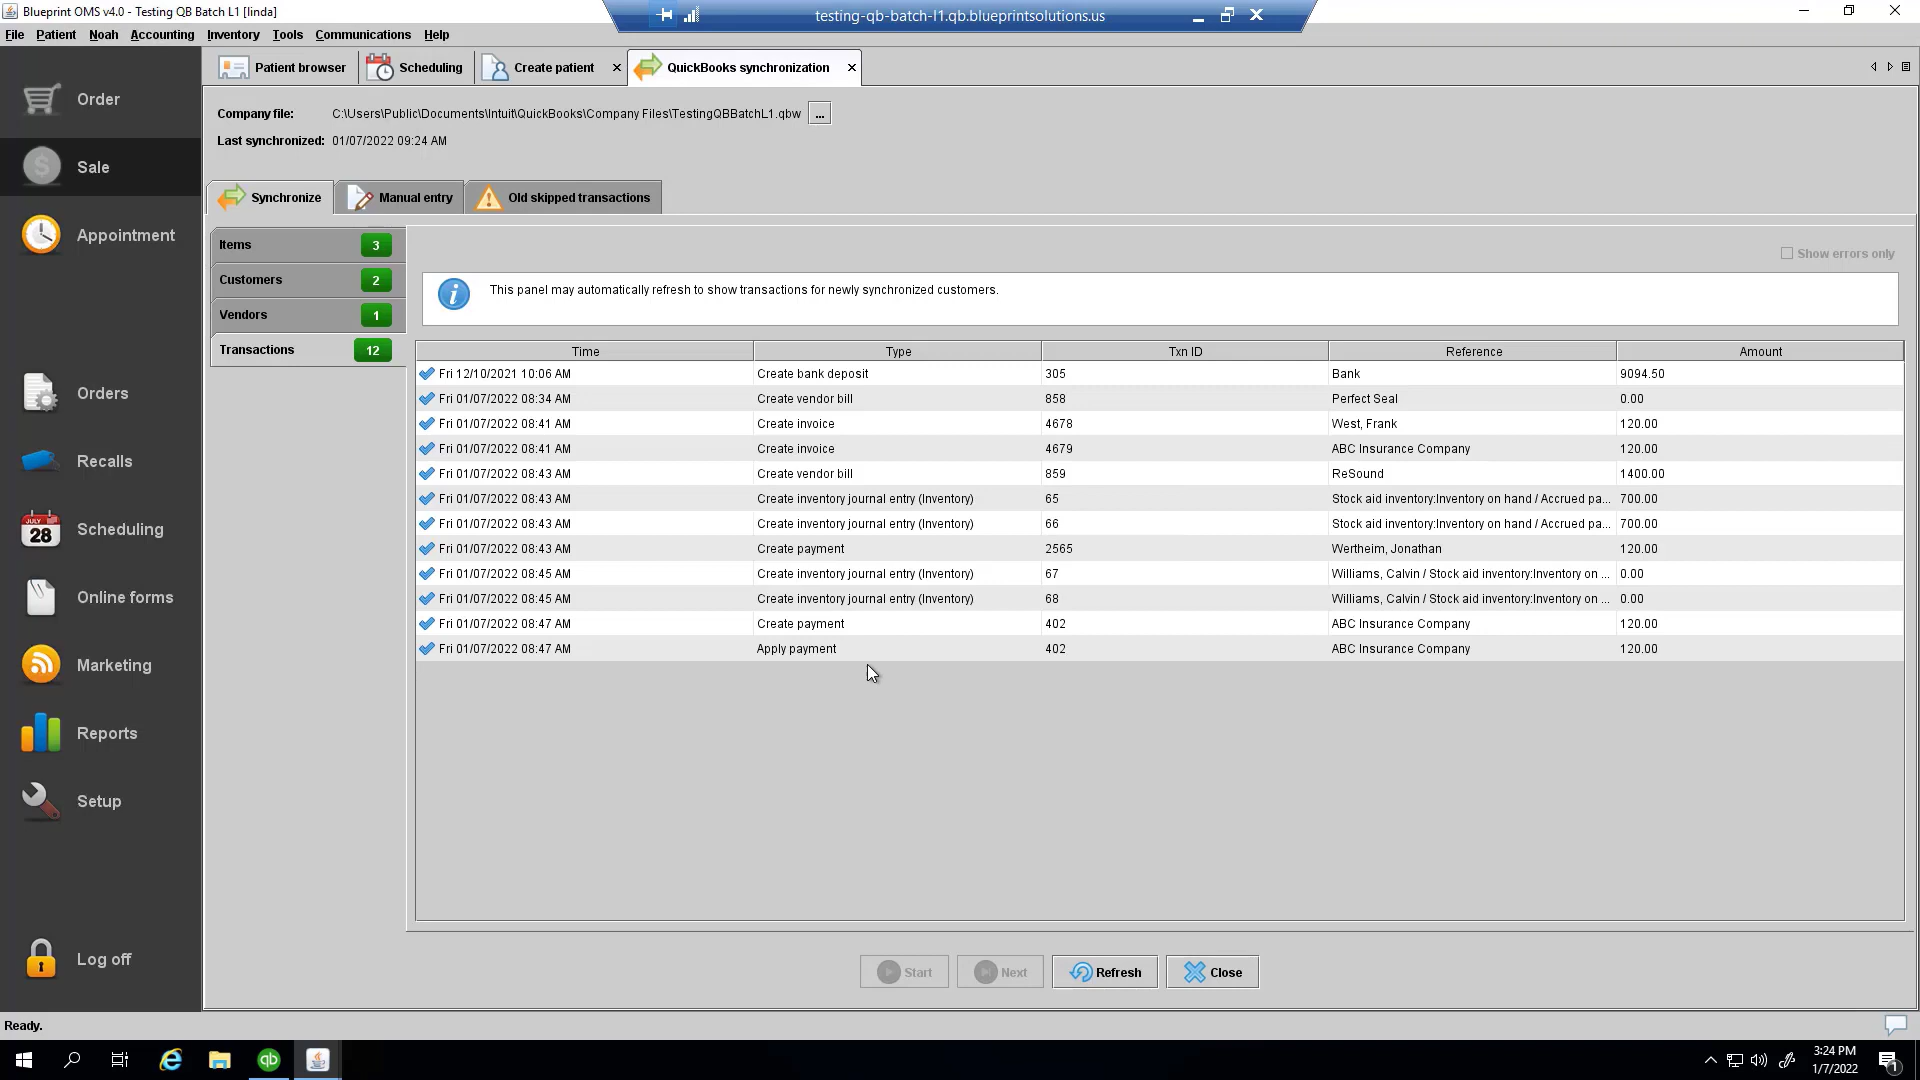 Blueprint OMS v4.0 - Testing QB Batch L1 [linda]
testing-qb-batch-l1.qb.blueprintsolutions.us
File Patient Noah Accounting Inventory Tools Communications Help
Patient browser
Scheduling
Create patient
QuickBooks synchronization
Order
Sale
Appointment
Orders
Recalls
JULY
28
Scheduling
Online forms
Marketing
Reports
Setup
Log off
Company file: C:\Users\Public\Documents\Intuit\QuickBooks\Company Files\TestingQBBatchL1.qbw ...
Last synchronized: 01/07/2022 09:24 AM
Synchronize
Manual entry
Old skipped transactions
Items 3
Customers 2
Vendors 1
Transactions 12
Show errors only
This panel may automatically refresh to show transactions for newly synchronized customers.
Time Type Txn ID Reference Amount
Fri 12/10/2021 10:06 AM Create bank deposit 305 Bank 9094.50
Fri 01/07/2022 08:34 AM Create vendor bill 858 Perfect Seal 0.00
Fri 01/07/2022 08:41 AM Create invoice 4678 West, Frank 120.00
Fri 01/07/2022 08:41 AM Create invoice 4679 ABC Insurance Company 120.00
Fri 01/07/2022 08:43 AM Create vendor bill 859 ReSound 1400.00
Fri 01/07/2022 08:43 AM Create inventory journal entry (Inventory) 65 Stock aid inventory:Inventory on hand / Accrued pa... 700.00
Fri 01/07/2022 08:43 AM Create inventory journal entry (Inventory) 66 Stock aid inventory:Inventory on hand / Accrued pa... 700.00
Fri 01/07/2022 08:43 AM Create payment 2565 Wertheim, Jonathan 120.00
Fri 01/07/2022 08:45 AM Create inventory journal entry (Inventory) 67 Williams, Calvin / Stock aid inventory:Inventory on ... 0.00
Fri 01/07/2022 08:45 AM Create inventory journal entry (Inventory) 68 Williams, Calvin / Stock aid inventory:Inventory on ... 0.00
Fri 01/07/2022 08:47 AM Create payment 402 ABC Insurance Company 120.00
Fri 01/07/2022 08:47 AM Apply payment 402 ABC Insurance Company 120.00
Start
Next
Refresh
Close
Ready.
qb
3:24 PM
1/7/2022
1